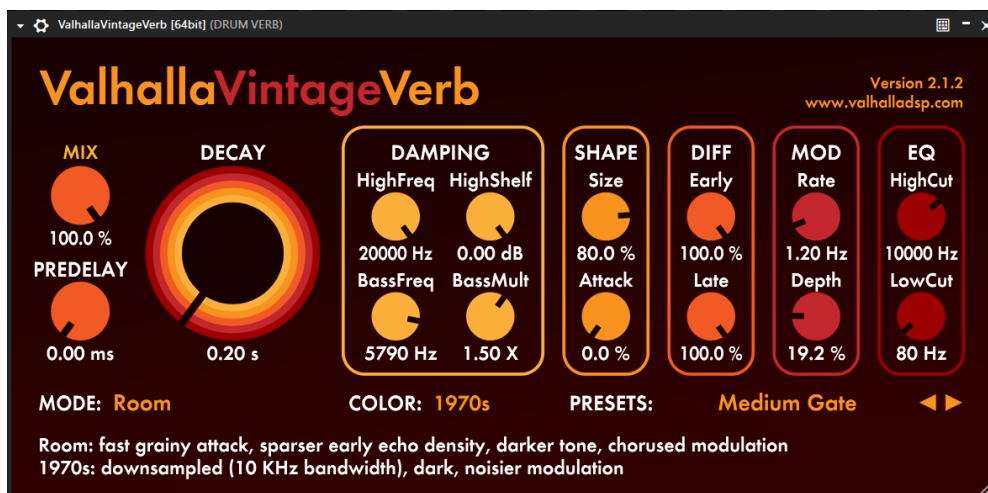 ValhallaVintageVerb [64bit] (DRUM VERB)
ValhallaVintageVerb
Version 2.1.2
www.valhalladsp.com
MIX
100.0 %
PREDELAY
0.00 ms
DECAY
0.20 s
DAMPING
HighFreq HighShelf
20000 Hz 0.00 dB
BassFreq BassMult
5790 Hz 1.50 X
SHAPE
Size
80.0 %
Attack
0.0 %
DIFF
Early
100.0 %
Late
100.0 %
MOD
Rate
1.20 Hz
Depth
19.2 %
EQ
HighCut
10000 Hz
LowCut
80 Hz
MODE: Room COLOR: 1970s PRESETS: Medium Gate
Room: fast grainy attack, sparser early echo density, darker tone, chorused modulation
1970s: downsampled (10 KHz bandwidth), dark, noisier modulation